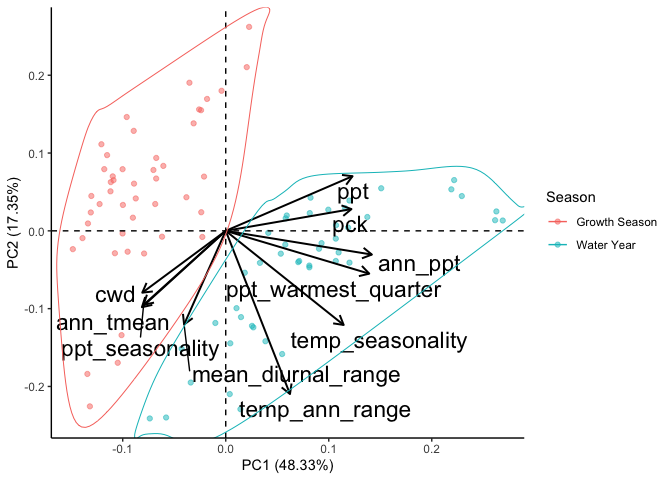 0.2
0.1
0.0
-0.1
-0.2
PC2 (17.35%)
ppt
pck
ann_ppt
ppt_warmest_quarter
cwd
ann_tmean
temp_seasonality
ppt_seasonality
mean_diurnal_range
temp_ann_range
-0.1
0.0
0.1
0.2
PC1 (48.33%)
Season
Growth Season
Water Year